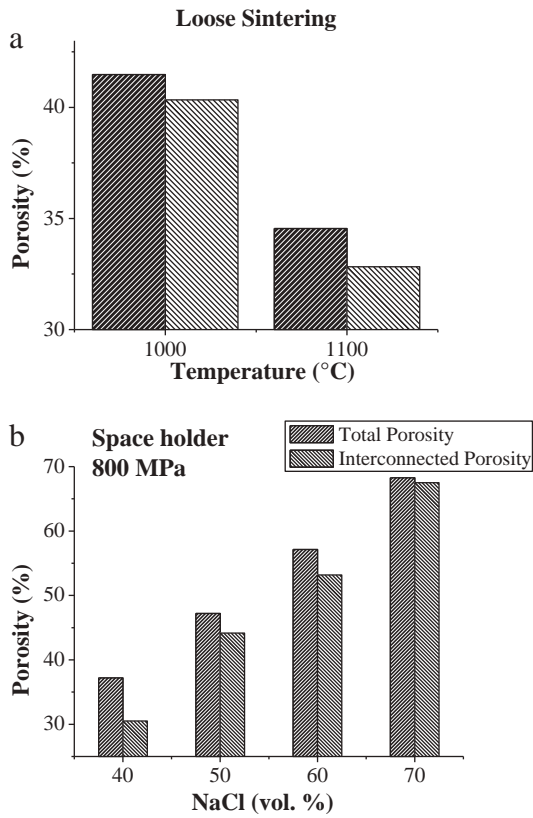 Loose Sintering
a
40
35
30
Porosity (%)
1000
1100
Temperature (°C)
b
Space holder
800 MPa
Total Porosity
Interconnected Porosity
70
60
50
40
30
Porosity (%)
40
50
60
70
NaCl (vol. %)